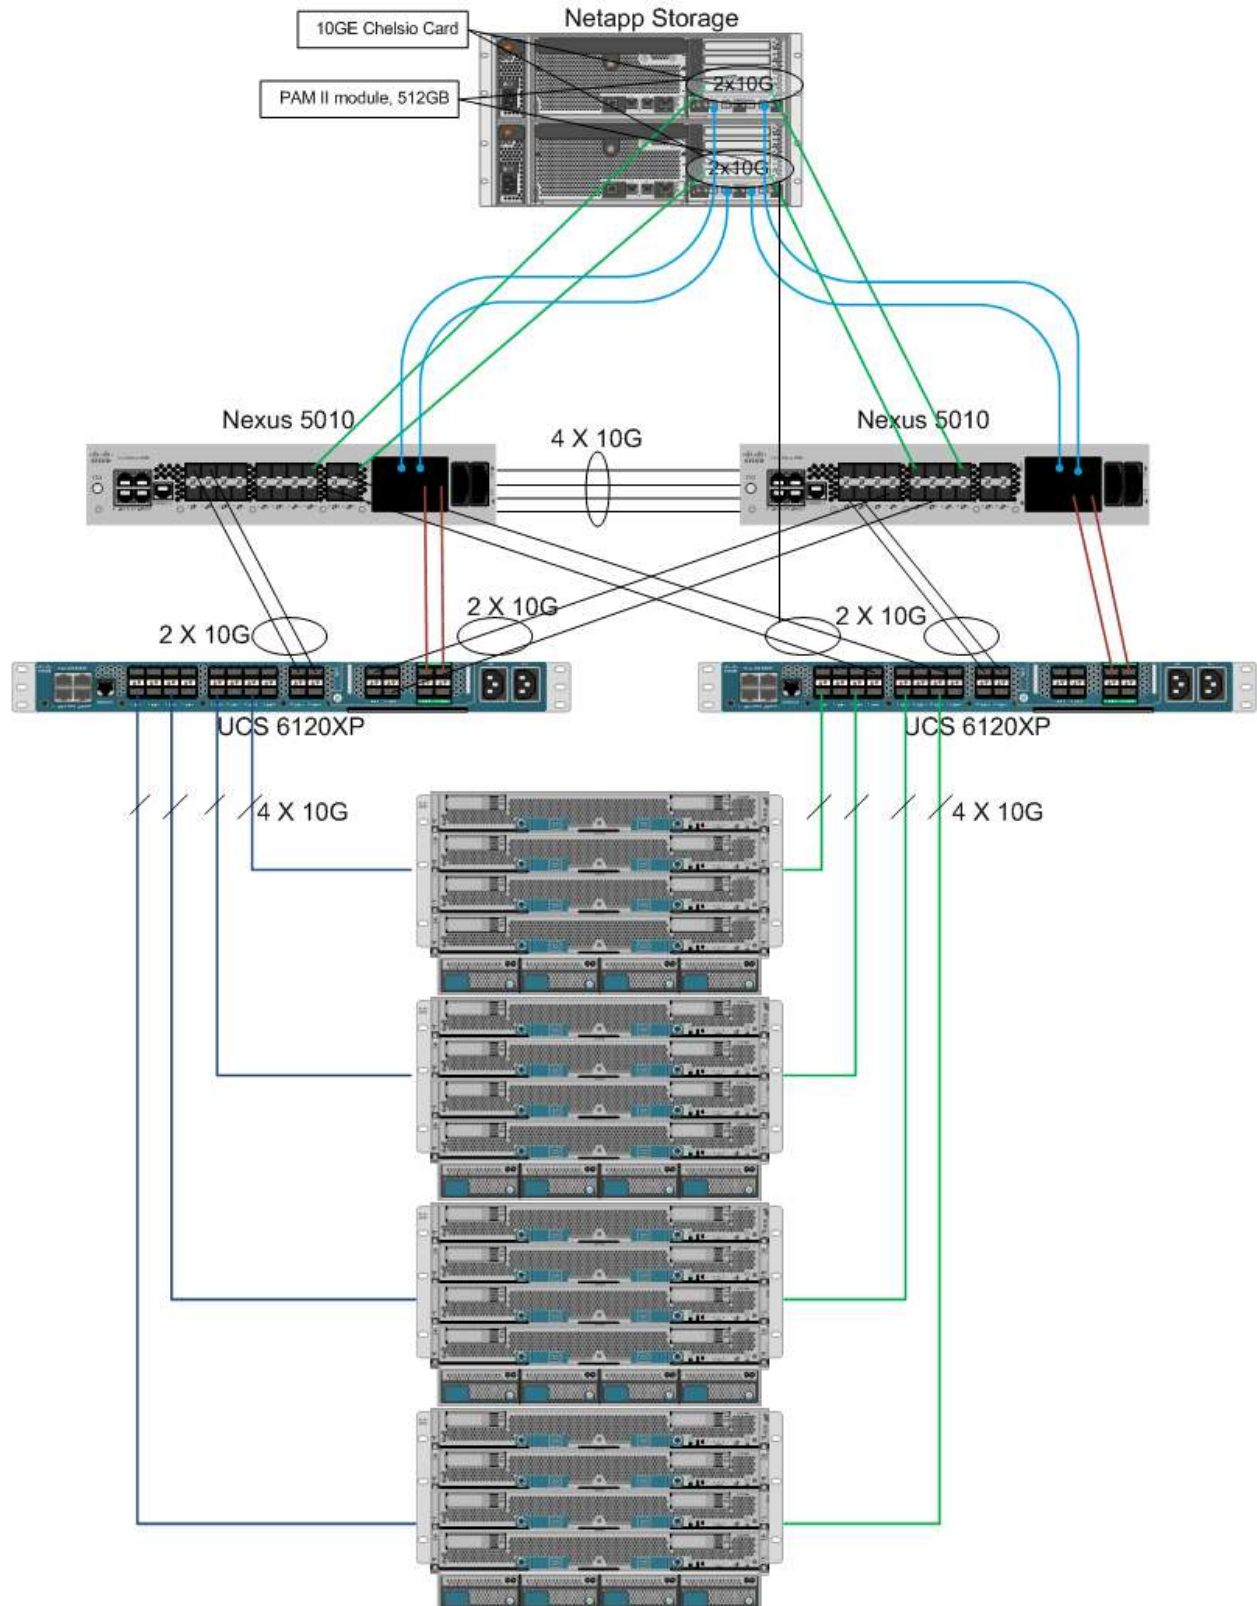 Netapp Storage
10GE Chelsio Card
PAM II module, 512GB
2x10G
2x10G
Nexus 5010
Nexus 5010
4 X 10G
2 X 10G
2 X 10G
2 X 10G
UCS 6120XP
UCS 6120XP
4 X 10G
4 X 10G